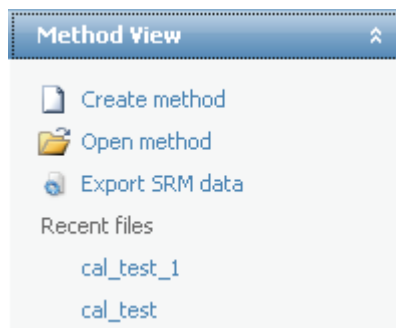 Method View
Create method
Open method
Export SRM data
Recent files
cal_test_1
cal_test